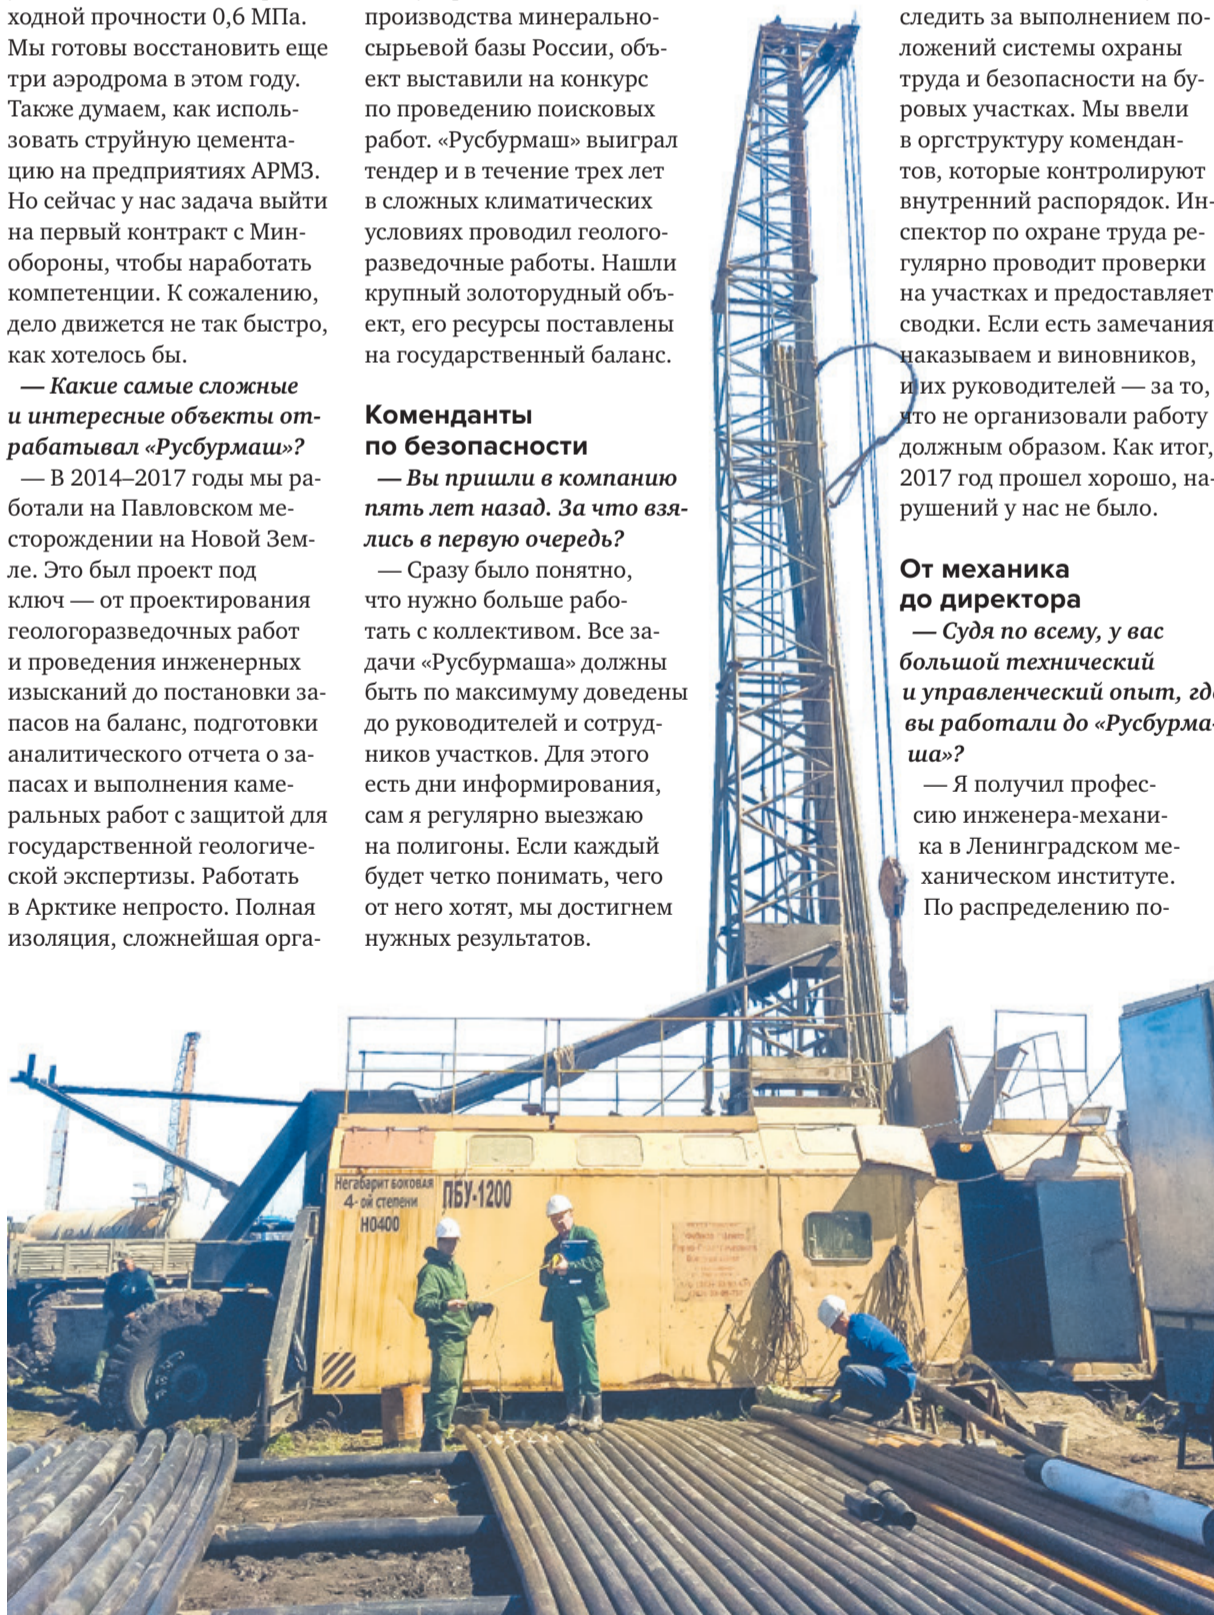 ходной прочности 0,6 МПа.
Мы готовы восстановить еще
три аэродрома в этом году.
Также думаем, как исполь-
зовать струйную цемента-
цию на предприятиях АРМЗ.
Но сейчас у нас задача выйти
на первый контракт с Мин-
обороны, чтобы наработать
компетенции. К сожалению,
дело движется не так быстро,
как хотелось бы.
— Какие самые сложные
и интересные объекты от-
рабатывал «Русбурмаш»?
— В 2014–2017 годы мы ра-
ботали на Павловском ме-
сторождении на Новой Зем-
ле. Это был проект под
ключ — от проектирования
геологоразведочных работ
и проведения инженерных
изысканий до постановки за-
пасов на баланс, подготовки
аналитического отчета о за-
пасах и выполнения каме-
ральных работ с защитой для
государственной геологиче-
ской экспертизы. Работать
в Арктике непросто. Полная
изоляция, сложнейшая орга-
производства минерально-
сырьевой базы России, объ-
ект выставили на конкурс
по проведению поисковых
работ. «Русбурмаш» выиграл
тендер и в течение трех лет
в сложных климатических
условиях проводил геолого-
разведочные работы. Нашли
крупный золоторудный объ-
ект, его ресурсы поставлены
на государственный баланс.
Коменданты
по безопасности
— Вы пришли в компанию
пять лет назад. За что взя-
лись в первую очередь?
— Сразу было понятно,
что нужно больше рабо-
тать с коллективом. Все за-
дачи «Русбурмаша» должны
быть по максимуму доведены
до руководителей и сотруд-
ников участков. Для этого
есть дни информирования,
сам я регулярно выезжаю
на полигоны. Если каждый
будет четко понимать, чего
от него хотят, мы достигнем
нужных результатов.
следить за выполнением по-
ложений системы охраны
труда и безопасности на бу-
ровых участках. Мы ввели
в оргструктуру комендан-
тов, которые контролируют
внутренний распорядок. Ин-
спектор по охране труда ре-
гулярно проводит проверки
на участках и предоставляет
сводки. Если есть замечания
наказываем и виновников,
и их руководителей — за то,
что не организовали работу
должным образом. Как итог,
2017 год прошел хорошо, на-
рушений у нас не было.
От механика
до директора
— Судя по всему, у вас
большой технический
и управленческий опыт, где
вы работали до «Русбурма-
ша»?
— Я получил профес-
сию инженера-механи-
ка в Ленинградском ме-
ханическом институте.
По распределению по-
Негабарит боковая
4-ой степени
Н0400
ПБУ-1200